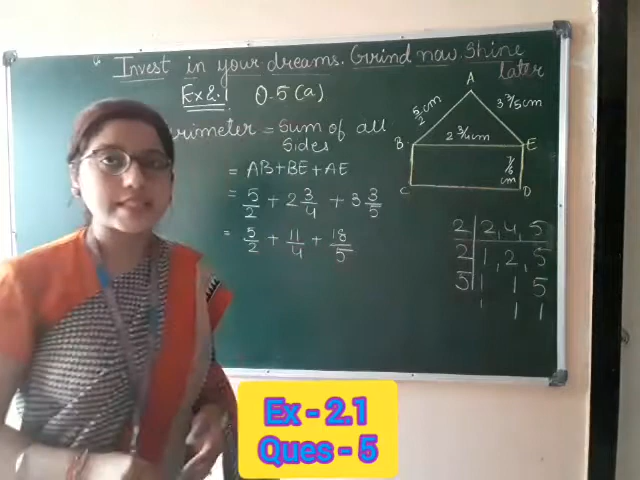 Invest in your dreams. Grind now. Shine
later
Ex 2.1 Q.5(a)
rimeter = Sum of all
sides
= AB+BE+AE
= 5/2 + 2 3/4 + 3 3/5
= 5/2 + 11/4 + 18/5
A
5/2 cm
3 3/5 cm
B
2 3/4 cm
E
C
cm
D
2 | 2, 4, 5
2 | 1, 2, 5
5 | 1 1 5
1 1 1
Ex - 2.1
Ques - 5